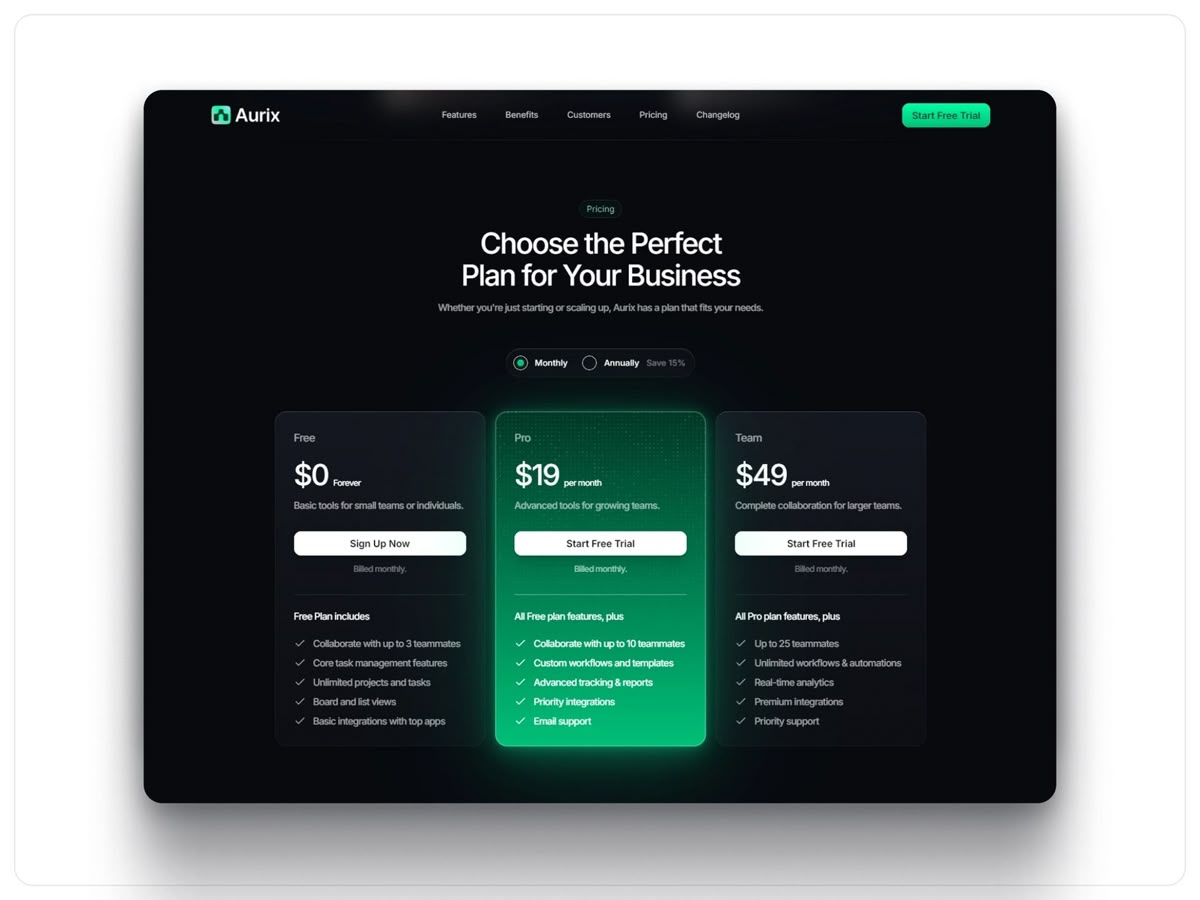 Aurix
Features
Benefits
Customers
Pricing
Changelog
Start Free Trial
Pricing
Choose the Perfect
Plan for Your Business
Whether you're just starting or scaling up, Aurix has a plan that fits your needs.
Monthly
Annually Save 15%
Free
$0 Forever
Basic tools for small teams or individuals.
Sign Up Now
Billed monthly.
Free Plan includes
Collaborate with up to 3 teammates
Core task management features
Unlimited projects and tasks
Board and list views
Basic integrations with top apps
Pro
$19 per month
Advanced tools for growing teams.
Start Free Trial
Billed monthly.
All Free plan features, plus
Collaborate with up to 10 teammates
Custom workflows and templates
Advanced tracking & reports
Priority integrations
Email support
Team
$49 per month
Complete collaboration for larger teams.
Start Free Trial
Billed monthly.
All Pro plan features, plus
Up to 25 teammates
Unlimited workflows & automations
Real-time analytics
Premium integrations
Priority support